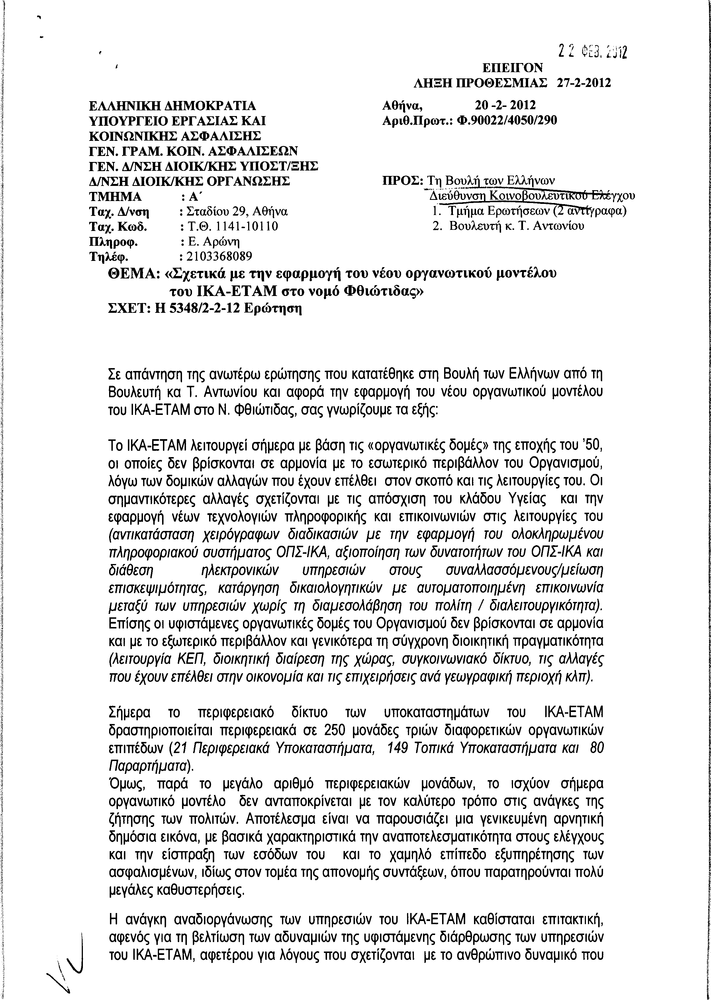 22 ΦΕΒ. 2012
ΕΠΕΙΓΟΝ
ΛΗΞΗ ΠΡΟΘΕΣΜΙΑΣ 27-2-2012
ΕΛΛΗΝΙΚΗ ΔΗΜΟΚΡΑΤΙΑ
ΥΠΟΥΡΓΕΙΟ ΕΡΓΑΣΙΑΣ ΚΑΙ
ΚΟΙΝΩΝΙΚΗΣ ΑΣΦΑΛΙΣΗΣ
ΓΕΝ. ΓΡΑΜ. ΚΟΙΝ. ΑΣΦΑΛΙΣΕΩΝ
ΓΕΝ. Δ/ΝΣΗ ΔΙΟΙΚ/ΚΗΣ ΥΠΟΣΤ/ΞΗΣ
Δ/ΝΣΗ ΔΙΟΙΚ/ΚΗΣ ΟΡΓΑΝΩΣΗΣ
ΤΜΗΜΑ : Α΄
Ταχ. Δ/νση : Σταδίου 29, Αθήνα
Ταχ. Κωδ. : Τ.Θ. 1141-10110
Πληροφ. : Ε. Αρώνη
Τηλέφ. : 2103368089
Αθήνα, 20 -2- 2012
Αριθ.Πρωτ.: Φ.90022/4050/290
ΠΡΟΣ: Τη Βουλή των Ελλήνων
Διεύθυνση Κοινοβουλευτικού Ελέγχου
1. Τμήμα Ερωτήσεων (2 αντίγραφα)
2. Βουλευτή κ. Τ. Αντωνίου
ΘΕΜΑ: «Σχετικά με την εφαρμογή του νέου οργανωτικού μοντέλου
του ΙΚΑ-ΕΤΑΜ στο νομό Φθιώτιδας»
ΣΧΕΤ: Η 5348/2-2-12 Ερώτηση
Σε απάντηση της ανωτέρω ερώτησης που κατατέθηκε στη Βουλή των Ελλήνων από τη
Βουλευτή κα Τ. Αντωνίου και αφορά την εφαρμογή του νέου οργανωτικού μοντέλου
του ΙΚΑ-ΕΤΑΜ στο Ν. Φθιώτιδας, σας γνωρίζουμε τα εξής:
Το ΙΚΑ-ΕΤΑΜ λειτουργεί σήμερα με βάση τις «οργανωτικές δομές» της εποχής του ’50,
οι οποίες δεν βρίσκονται σε αρμονία με το εσωτερικό περιβάλλον του Οργανισμού,
λόγω των δομικών αλλαγών που έχουν επέλθει στον σκοπό και τις λειτουργίες του. Οι
σημαντικότερες αλλαγές σχετίζονται με τις απόσχιση του κλάδου Υγείας και την
εφαρμογή νέων τεχνολογιών πληροφορικής και επικοινωνιών στις λειτουργίες του
(αντικατάσταση χειρόγραφων διαδικασιών με την εφαρμογή του ολοκληρωμένου
πληροφοριακού συστήματος ΟΠΣ-ΙΚΑ, αξιοποίηση των δυνατοτήτων του ΟΠΣ-ΙΚΑ και
διάθεση ηλεκτρονικών υπηρεσιών στους συναλλασσόμενους/μείωση
επισκεψιμότητας, κατάργηση δικαιολογητικών με αυτοματοποιημένη επικοινωνία
μεταξύ των υπηρεσιών χωρίς τη διαμεσολάβηση του πολίτη / διαλειτουργικότητα).
Επίσης οι υφιστάμενες οργανωτικές δομές του Οργανισμού δεν βρίσκονται σε αρμονία
και με το εξωτερικό περιβάλλον και γενικότερα τη σύγχρονη διοικητική πραγματικότητα
(λειτουργία ΚΕΠ, διοικητική διαίρεση της χώρας, συγκοινωνιακό δίκτυο, τις αλλαγές
που έχουν επέλθει στην οικονομία και τις επιχειρήσεις ανά γεωγραφική περιοχή κλπ).
Σήμερα το περιφερειακό δίκτυο των υποκαταστημάτων του ΙΚΑ-ΕΤΑΜ
δραστηριοποιείται περιφερειακά σε 250 μονάδες τριών διαφορετικών οργανωτικών
επιπέδων (21 Περιφερειακά Υποκαταστήματα, 149 Τοπικά Υποκαταστήματα και 80
Παραρτήματα).
Όμως, παρά το μεγάλο αριθμό περιφερειακών μονάδων, το ισχύον σήμερα
οργανωτικό μοντέλο δεν ανταποκρίνεται με τον καλύτερο τρόπο στις ανάγκες της
ζήτησης των πολιτών. Αποτέλεσμα είναι να παρουσιάζει μια γενικευμένη αρνητική
δημόσια εικόνα, με βασικά χαρακτηριστικά την αναποτελεσματικότητα στους ελέγχους
και την είσπραξη των εσόδων του και το χαμηλό επίπεδο εξυπηρέτησης των
ασφαλισμένων, ιδίως στον τομέα της απονομής συντάξεων, όπου παρατηρούνται πολύ
μεγάλες καθυστερήσεις.
Η ανάγκη αναδιοργάνωσης των υπηρεσιών του ΙΚΑ-ΕΤΑΜ καθίσταται επιτακτική,
αφενός για τη βελτίωση των αδυναμιών της υφιστάμενης διάρθρωσης των υπηρεσιών
του ΙΚΑ-ΕΤΑΜ, αφετέρου για λόγους που σχετίζονται με το ανθρώπινο δυναμικό που